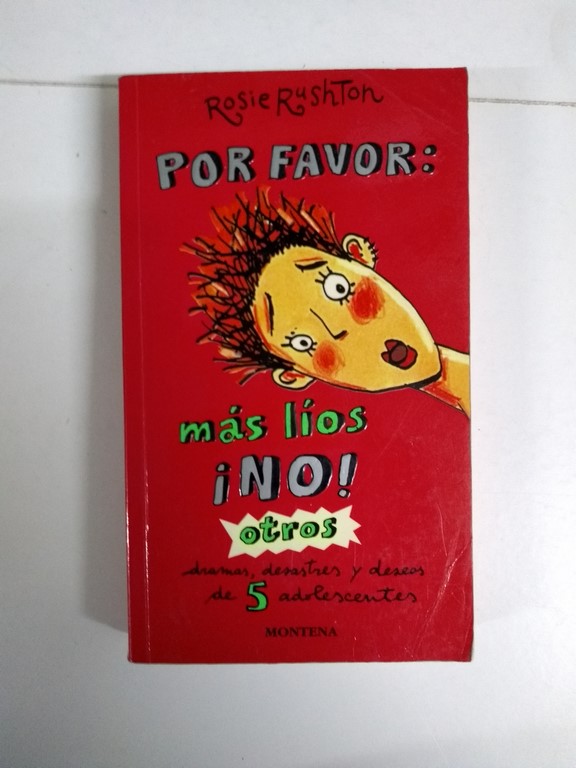 Rosie Rushton
POR FAVOR:
más líos
¡NO!
otros
dramas, desastres y deseos
de 5 adolescentes
MONTENA